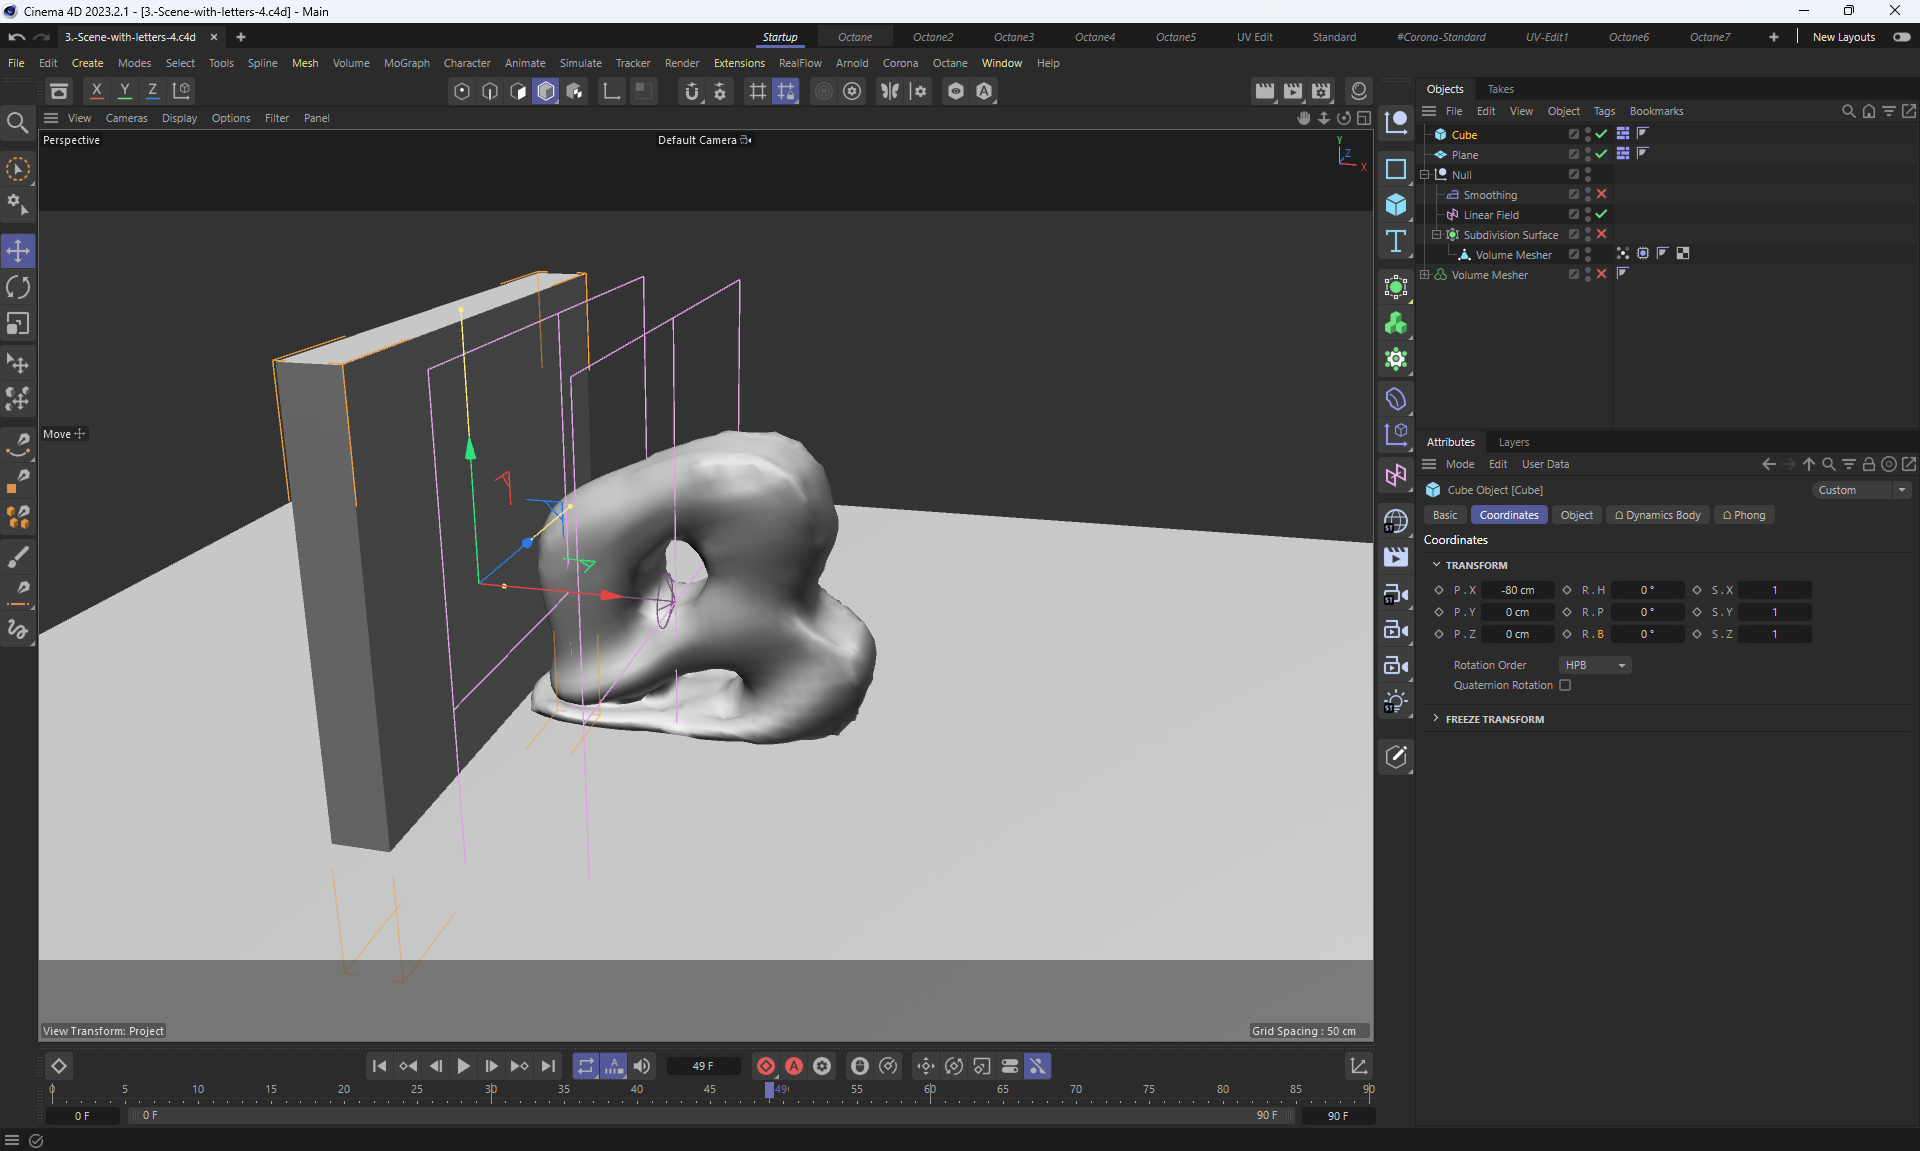 Cinema 4D 2023.2.1 - [3.-Scene-with-letters-4.c4d] - Main
3.-Scene-with-letters-4.c4d
Startup Octane Octane2 Octane3 Octane4 Octane5 UV Edit Standard #Corona-Standard UV-Edit1 Octane6 Octane7 New Layouts
File Edit Create Modes Select Tools Spline Mesh Volume MoGraph Character Animate Simulate Tracker Render Extensions RealFlow Arnold Corona Octane Window Help
X Y Z
View Cameras Display Options Filter Panel
Perspective
Default Camera
Y
Z
X
Move
View Transform: Project
Grid Spacing : 50 cm
Objects Takes
File Edit View Object Tags Bookmarks
Cube
Plane
Null
Smoothing
Linear Field
Subdivision Surface
Volume Mesher
Volume Mesher
Attributes Layers
Mode Edit User Data
Cube Object [Cube]
Custom
Basic Coordinates Object Dynamics Body Phong
Coordinates
TRANSFORM
P . X -80 cm R . H 0 ° S . X 1
P . Y 0 cm R . P 0 ° S . Y 1
P . Z 0 cm R . B 0 ° S . Z 1
Rotation Order HPB
Quaternion Rotation
FREEZE TRANSFORM
49 F
0 5 10 15 20 25 30 35 40 45 49 55 60 65 70 75 80 85 90
0 F 0 F 90 F 90 F